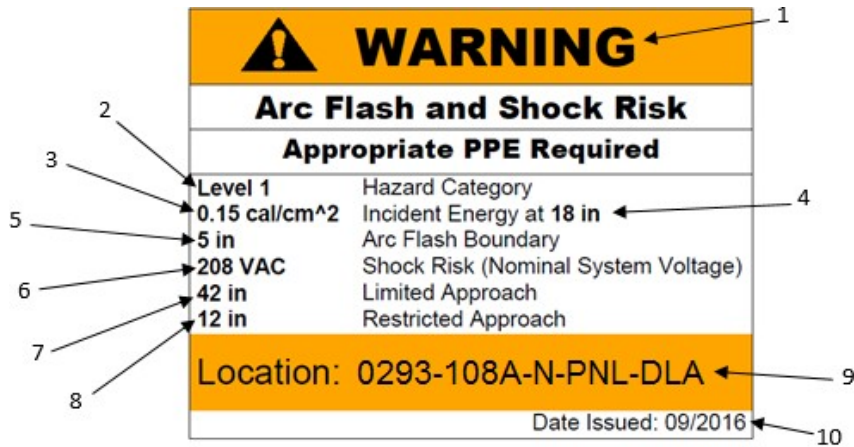 WARNING 1
Arc Flash and Shock Risk
Appropriate PPE Required
2 Level 1 Hazard Category
3 0.15 cal/cm^2 Incident Energy at 18 in 4
5 5 in Arc Flash Boundary
6 208 VAC Shock Risk (Nominal System Voltage)
7 42 in Limited Approach
8 12 in Restricted Approach
Location: 0293-108A-N-PNL-DLA 9
Date Issued: 09/2016 10